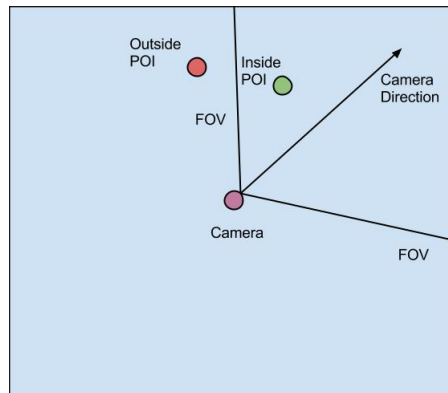 Outside
POI
Inside
POI
Camera
Direction
FOV
Camera
FOV